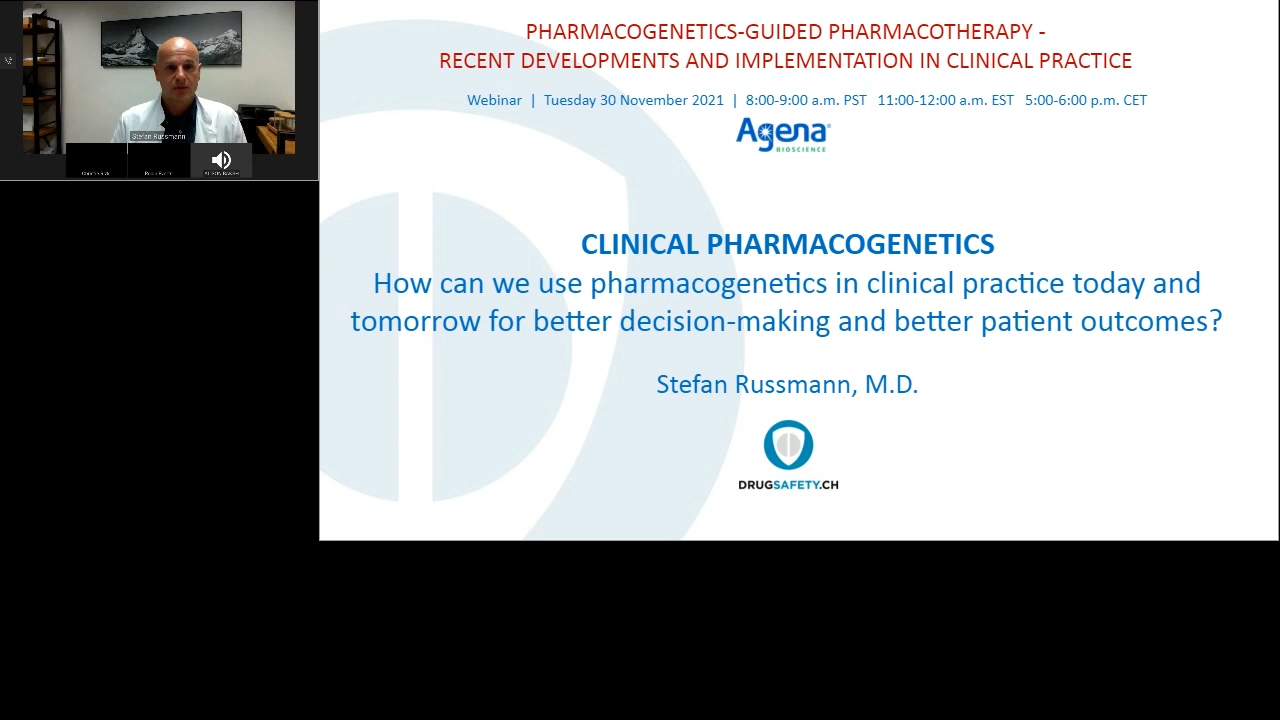 Stefan Russmann
PHARMACOGENETICS-GUIDED PHARMACOTHERAPY -
RECENT DEVELOPMENTS AND IMPLEMENTATION IN CLINICAL PRACTICE
Webinar | Tuesday 30 November 2021 | 8:00-9:00 a.m. PST 11:00-12:00 a.m. EST 5:00-6:00 p.m. CET
Agena
BIOSCIENCE
CLINICAL PHARMACOGENETICS
How can we use pharmacogenetics in clinical practice today and
tomorrow for better decision-making and better patient outcomes?
Stefan Russmann, M.D.
DRUGSAFETY.CH